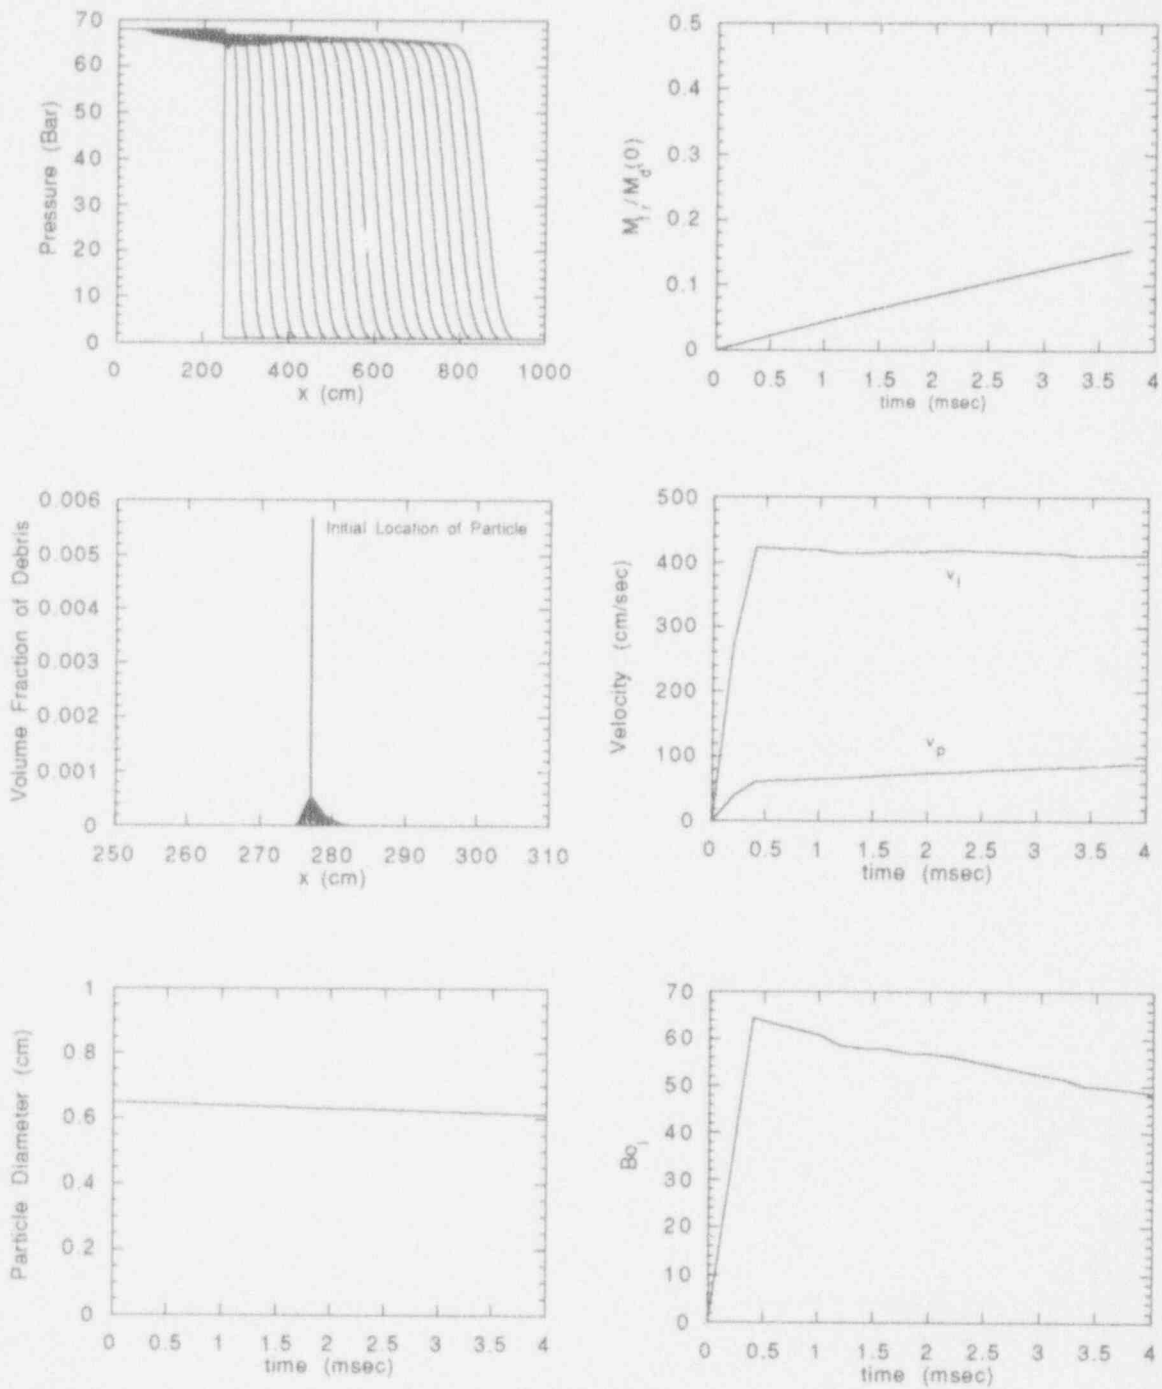 Pressure (Bar)
70
60
50
40
30
20
10
0
0 200 400 600 800 1000
x (cm)
M_f / M_d(0)
0.5
0.4
0.3
0.2
0.1
0
0 0.5 1 1.5 2 2.5 3 3.5 4
time (msec)
Volume Fraction of Debris
0.006
0.005
0.004
0.003
0.002
0.001
0
Initial Location of Particle
250 260 270 280 290 300 310
x (cm)
Velocity (cm/sec)
500
400
300
200
100
0
v_l
v_p
0 0.5 1 1.5 2 2.5 3 3.5 4
time (msec)
Particle Diameter (cm)
1
0.8
0.6
0.4
0.2
0
0 0.5 1 1.5 2 2.5 3 3.5 4
time (msec)
Bo_l
70
60
50
40
30
20
10
0
0 0.5 1 1.5 2 2.5 3 3.5 4
time (msec)